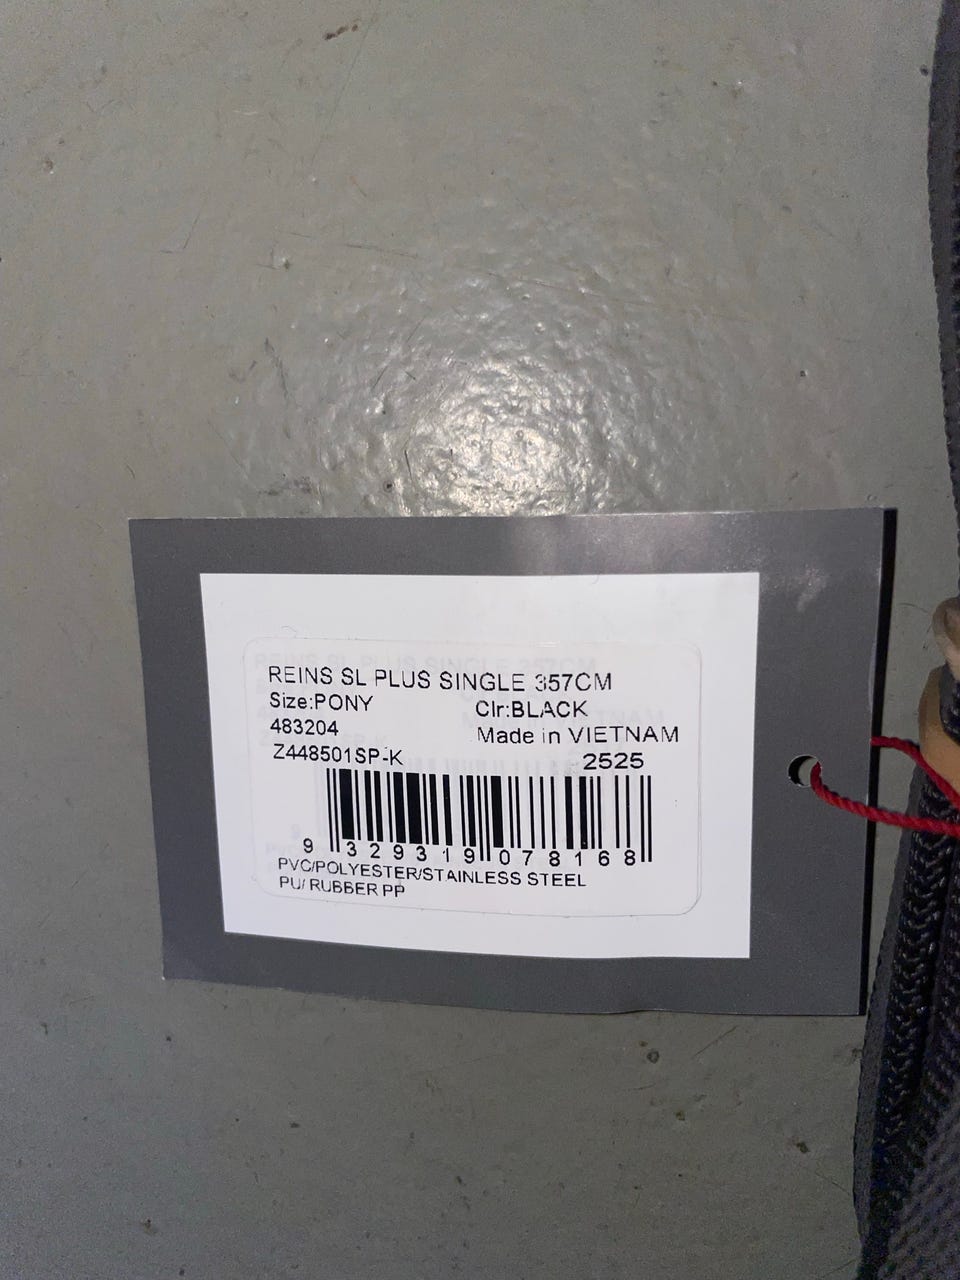 REINS SL PLUS SINGLE 357CM
Size:PONY Clr:BLACK
483204 Made in VIETNAM
Z448501SP-K 2525
9 329319 078168
PVC/POLYESTER/STAINLESS STEEL
PU/ RUBBER PP